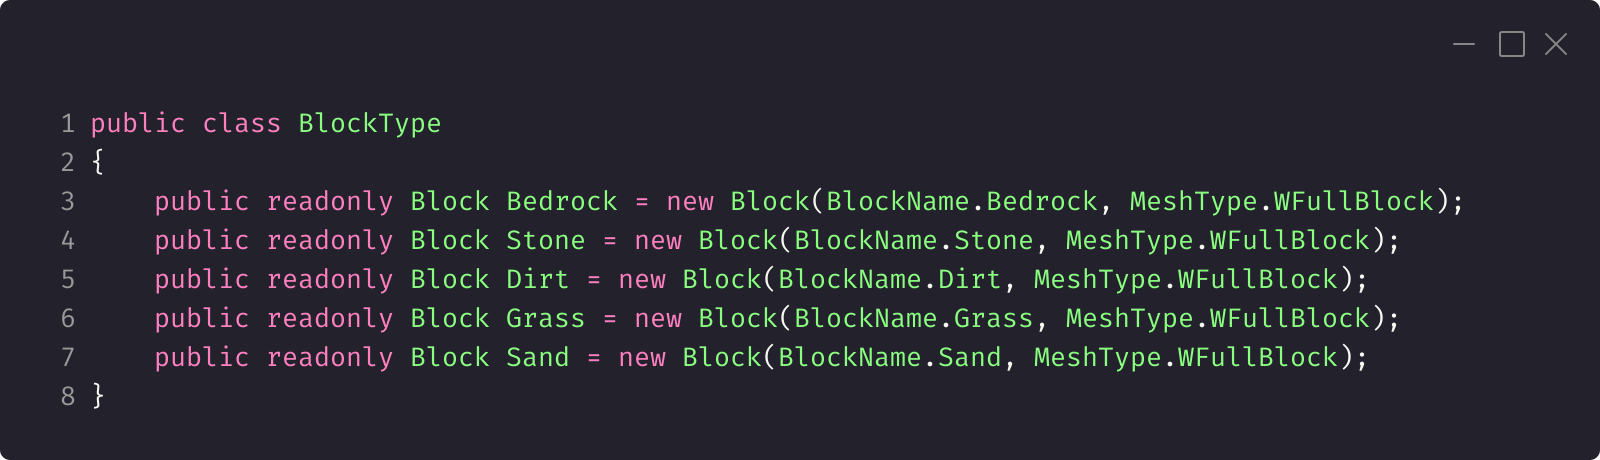 1 public class BlockType
2 {
3     public readonly Block Bedrock = new Block(BlockName.Bedrock, MeshType.WFullBlock);
4     public readonly Block Stone = new Block(BlockName.Stone, MeshType.WFullBlock);
5     public readonly Block Dirt = new Block(BlockName.Dirt, MeshType.WFullBlock);
6     public readonly Block Grass = new Block(BlockName.Grass, MeshType.WFullBlock);
7     public readonly Block Sand = new Block(BlockName.Sand, MeshType.WFullBlock);
8 }